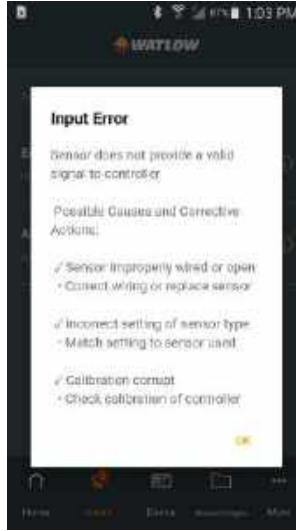 1:03 PM
WATLOW
Input Error
Sensor does not provide a valid
signal to controller
Possible Causes and Corrective
Actions:
✓ Sensor improperly wired or open
- Correct wiring or replace sensor
✓ Incorrect setting of sensor type
- Match setting to sensor used
✓ Calibration corrupt
- Check calibration of controller
OK
Home
More